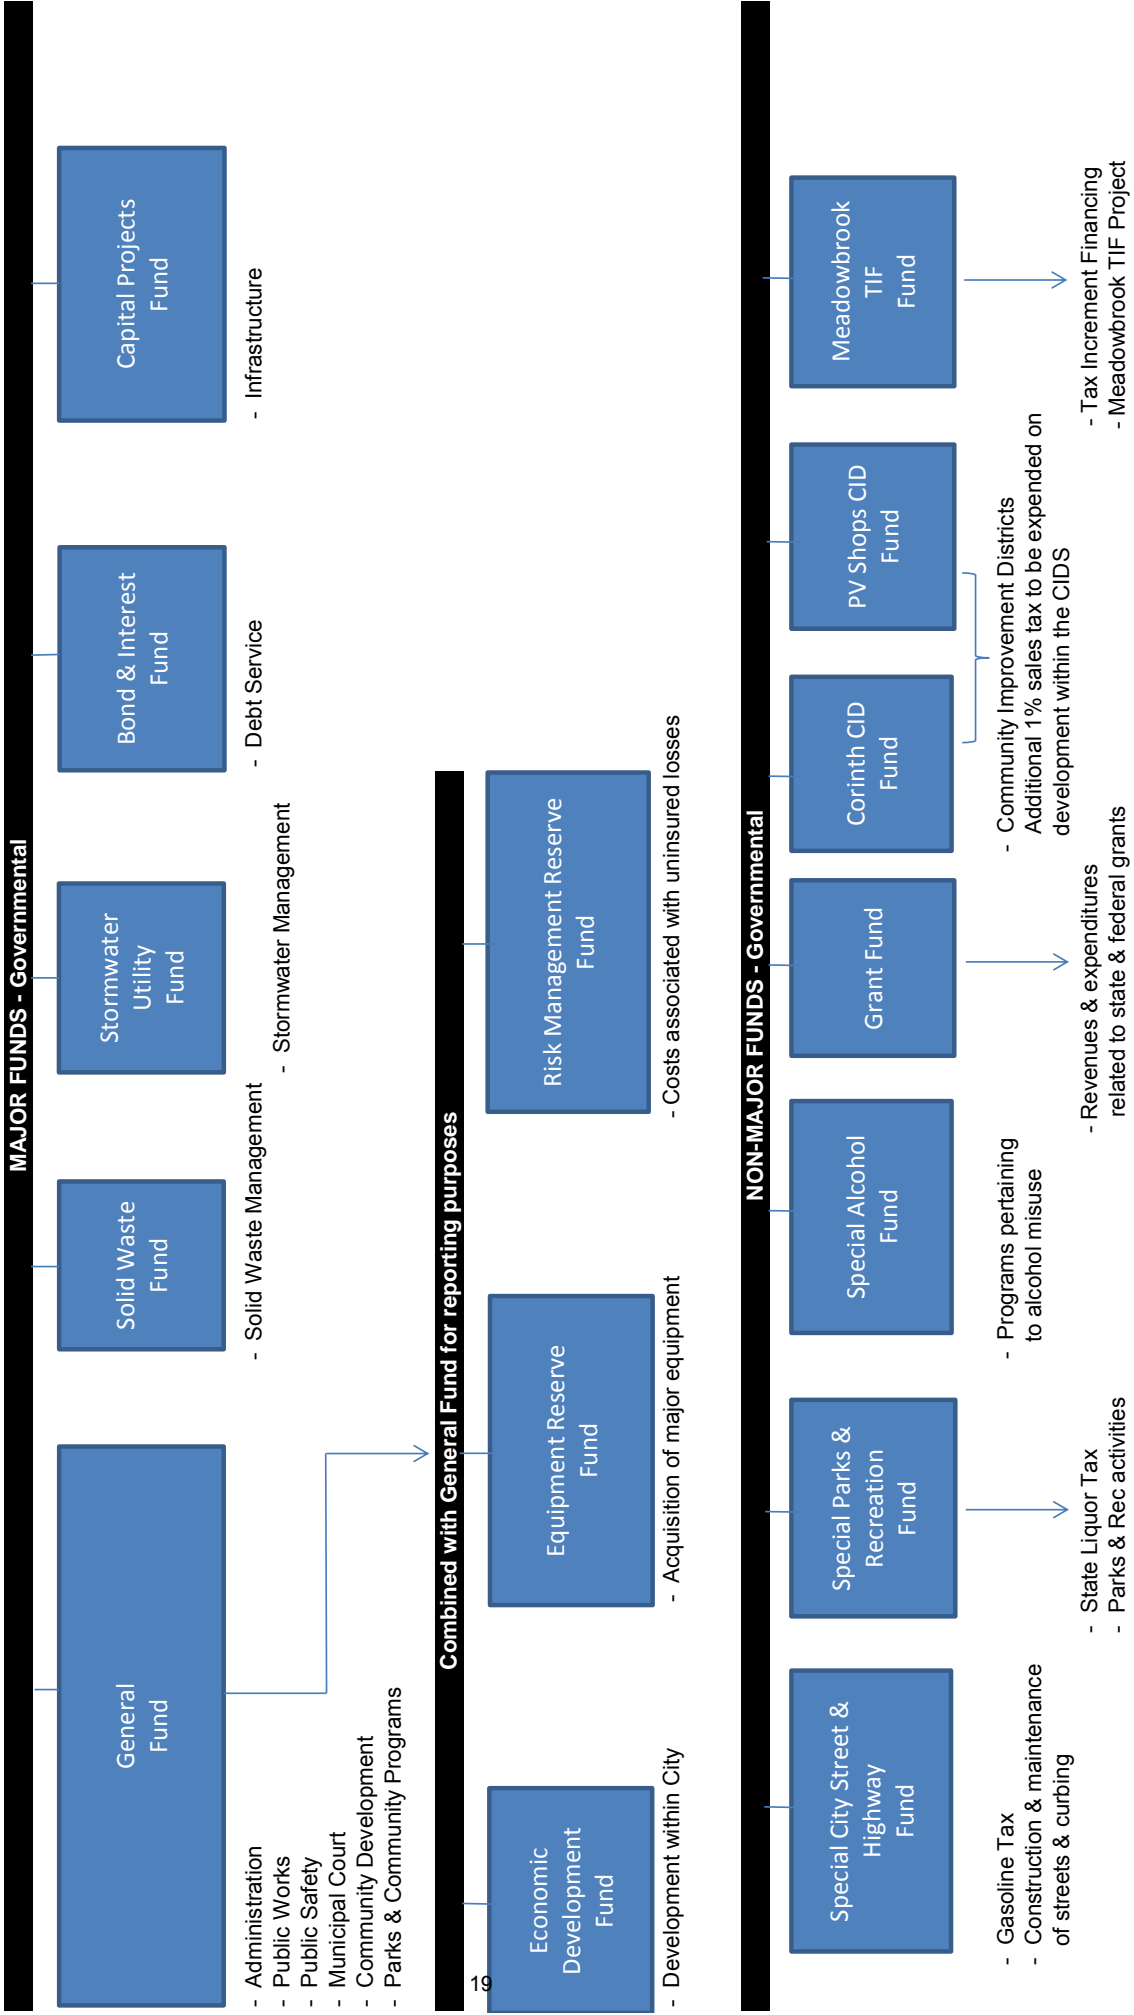 MAJOR FUNDS - Governmental
General
Fund
Solid Waste
Fund
Stormwater
Utility
Fund
Bond & Interest
Fund
Capital Projects
Fund
- Administration
- Public Works
- Public Safety
- Municipal Court
- Community Development
- Parks & Community Programs
- Solid Waste Management
- Stormwater Management
- Debt Service
- Infrastructure
Combined with General Fund for reporting purposes
Economic
Development
Fund
Equipment Reserve
Fund
Risk Management Reserve
Fund
- Development within City
- Acquisition of major equipment
- Costs associated with uninsured losses
NON-MAJOR FUNDS - Governmental
Special City Street &
Highway
Fund
Special Parks &
Recreation
Fund
Special Alcohol
Fund
Grant Fund
Corinth CID
Fund
PV Shops CID
Fund
Meadowbrook
TIF
Fund
- Gasoline Tax
- Construction & maintenance
of streets & curbing
- State Liquor Tax
- Parks & Rec activities
- Programs pertaining
to alcohol misuse
- Revenues & expenditures
related to state & federal grants
- Community Improvement Districts
Additional 1% sales tax to be expended on
development within the CIDS
- Tax Increment Financing
- Meadowbrook TIF Project
19